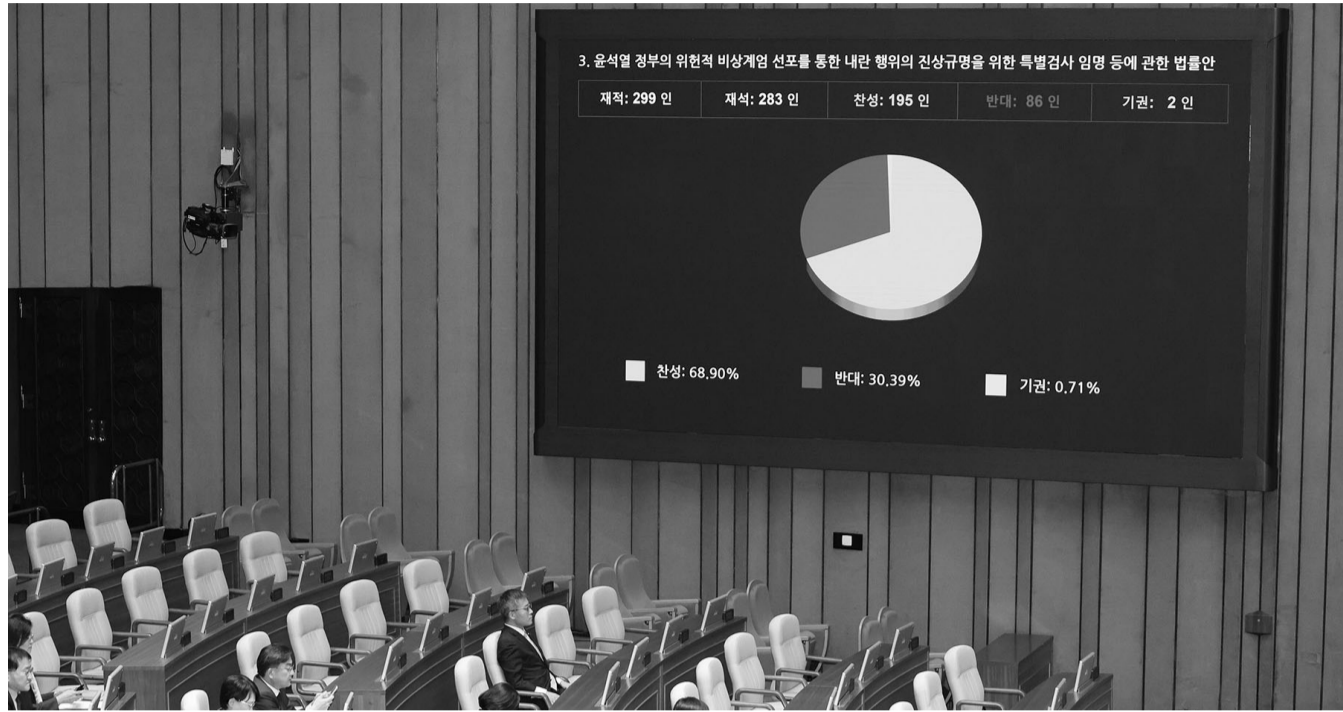 3. 윤석열 정부의 위헌적 비상계엄 선포를 통한 내란 행위의 진상규명을 위한 특별검사 임명 등에 관한 법률안
재적: 299 인 재석: 283 인 찬성: 195 인 반대: 86 인 기권: 2 인
찬성: 68.90% 반대: 30.39% 기권: 0.71%